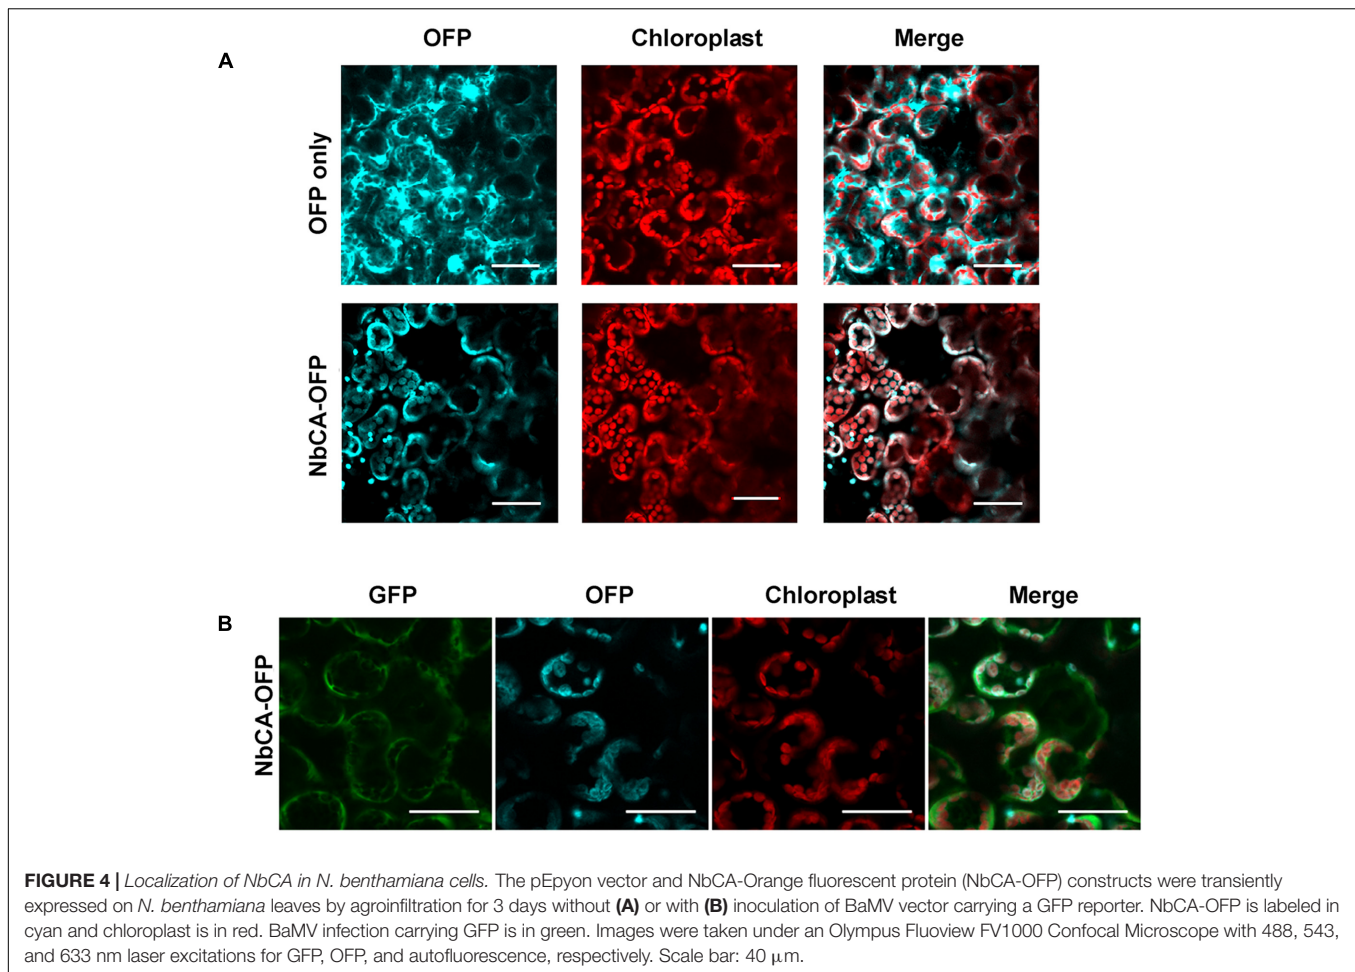 OFP Chloroplast Merge
A
OFP only
NbCA-OFP
GFP OFP Chloroplast Merge
B
NbCA-OFP
FIGURE 4 | Localization of NbCA in N. benthamiana cells. The pEpyon vector and NbCA-Orange fluorescent protein (NbCA-OFP) constructs were transiently
expressed on N. benthamiana leaves by agroinfiltration for 3 days without (A) or with (B) inoculation of BaMV vector carrying a GFP reporter. NbCA-OFP is labeled in
cyan and chloroplast is in red. BaMV infection carrying GFP is in green. Images were taken under an Olympus Fluoview FV1000 Confocal Microscope with 488, 543,
and 633 nm laser excitations for GFP, OFP, and autofluorescence, respectively. Scale bar: 40 μm.